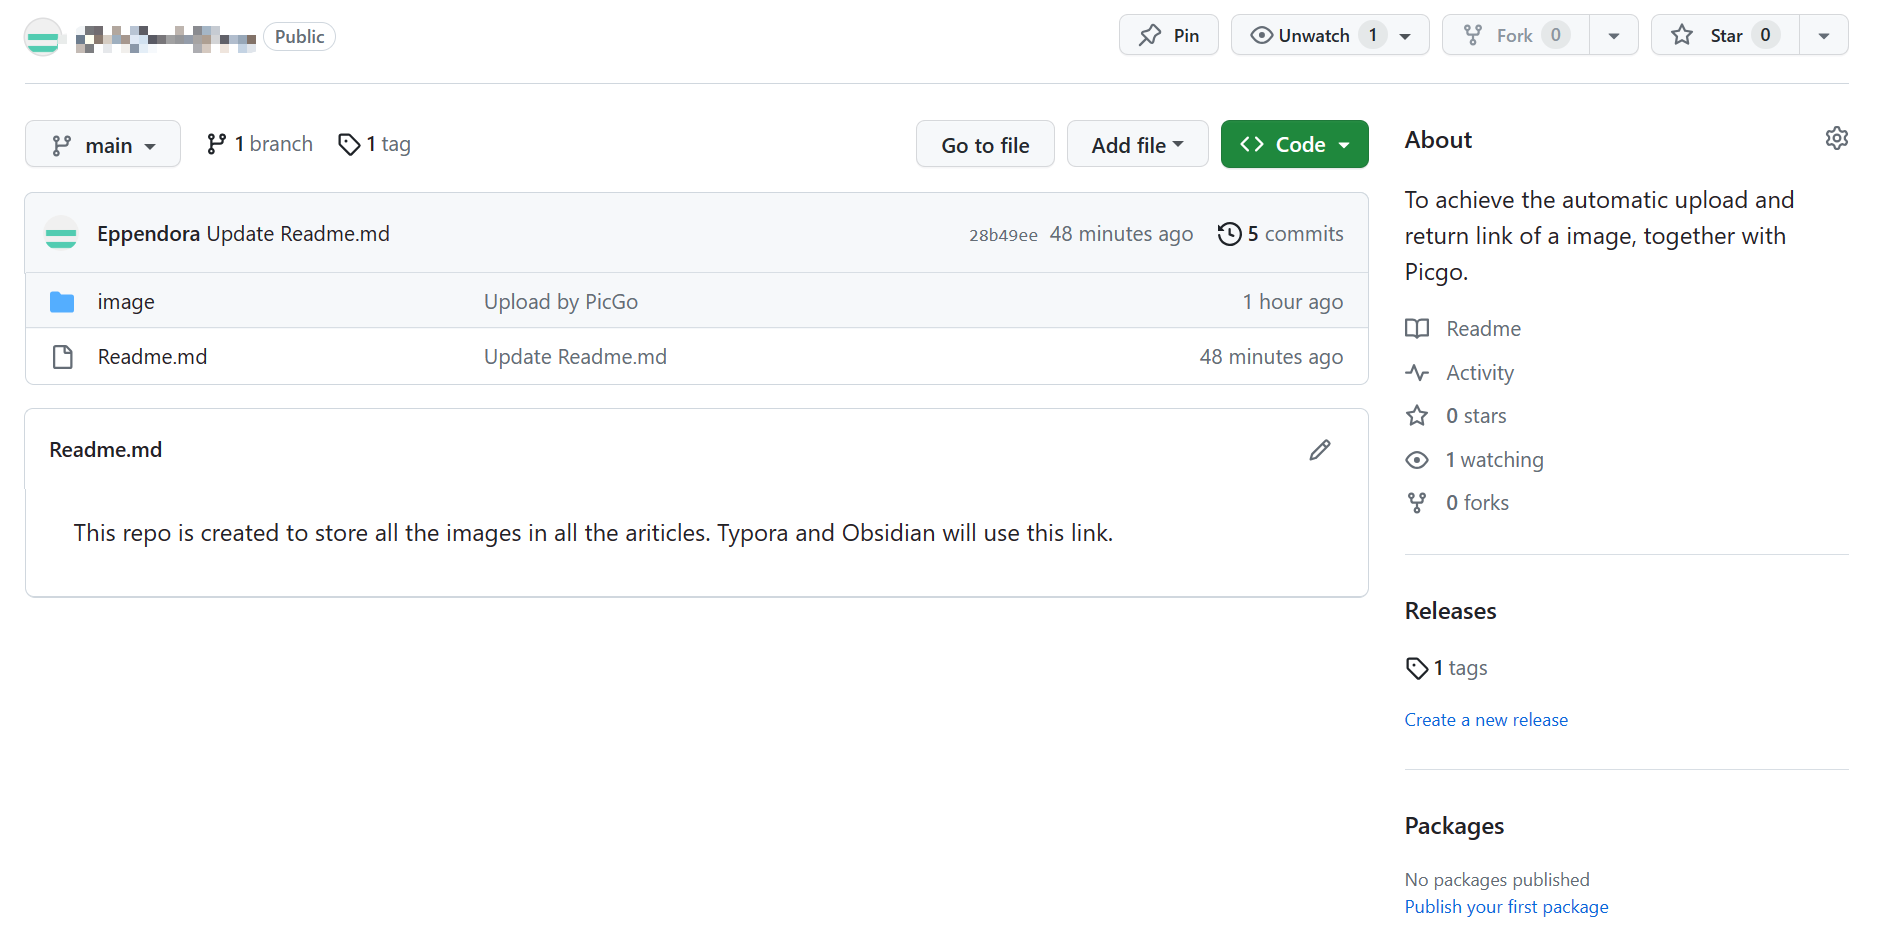 Public
Pin
Unwatch 1
Fork 0
Star 0
main
1 branch
1 tag
Go to file
Add file
Code
Eppendora Update Readme.md
28b49ee 48 minutes ago
5 commits
image
Upload by PicGo
1 hour ago
Readme.md
Update Readme.md
48 minutes ago
Readme.md
This repo is created to store all the images in all the ariticles. Typora and Obsidian will use this link.
About
To achieve the automatic upload and
return link of a image, together with
Picgo.
Readme
Activity
0 stars
1 watching
0 forks
Releases
1 tags
Create a new release
Packages
No packages published
Publish your first package